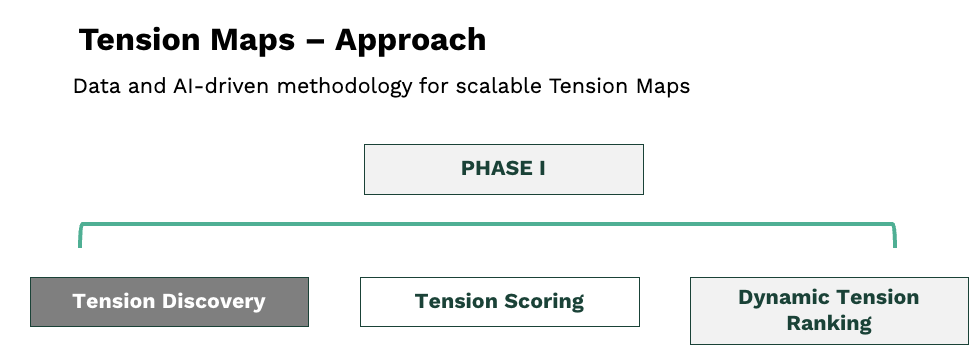 Tension Maps – Approach
Data and AI-driven methodology for scalable Tension Maps
PHASE I
Tension Discovery
Tension Scoring
Dynamic Tension
Ranking